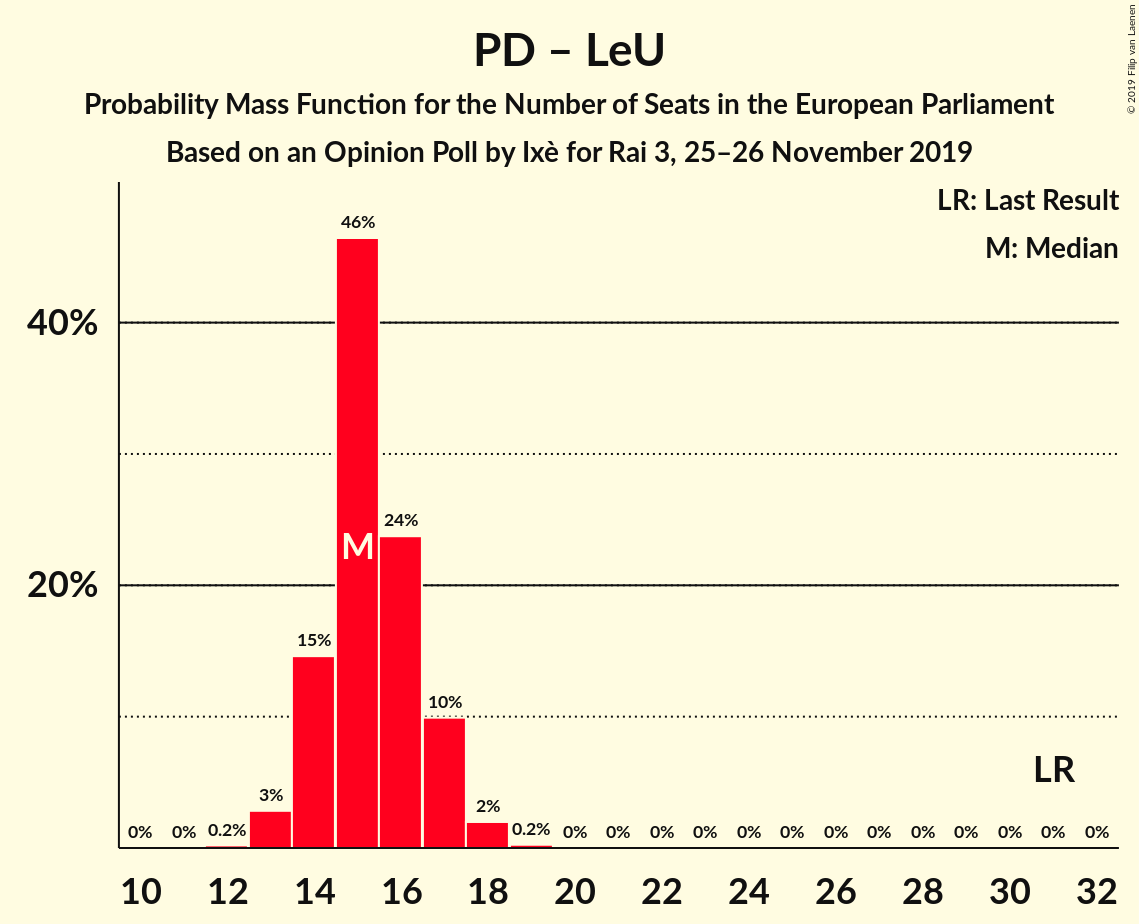 PD – LeU
Probability Mass Function for the Number of Seats in the European Parliament
Based on an Opinion Poll by Ixè for Rai 3, 25–26 November 2019
© 2019 Filip van Laenen
LR: Last Result
M: Median
40%
20%
0% 0% 0.2% 3% 15% 46% 24% 10% 2% 0.2% 0% 0% 0% 0% 0% 0% 0% 0% 0% 0% 0% 0% 0%
M
LR
10 12 14 16 18 20 22 24 26 28 30 32